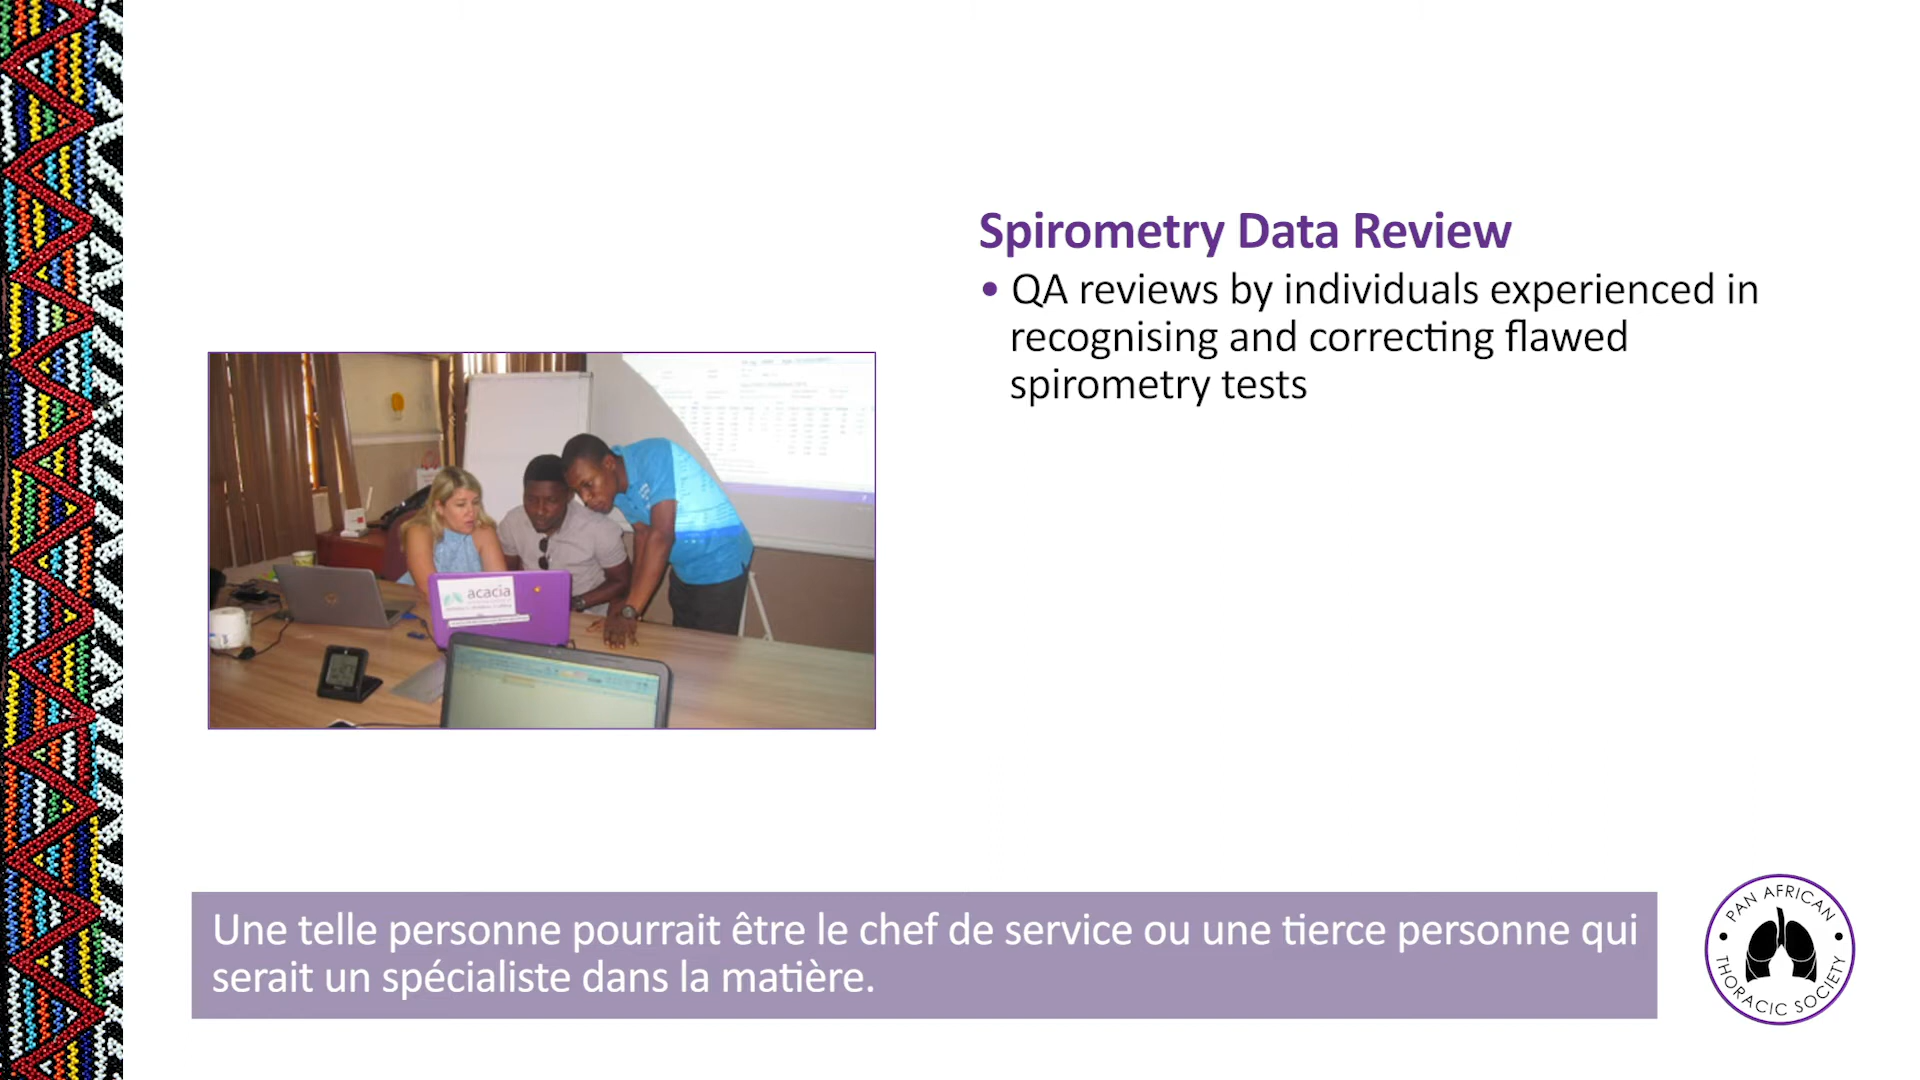 Spirometry Data Review
• QA reviews by individuals experienced in
recognising and correcting flawed
spirometry tests
acacia
Une telle personne pourrait être le chef de service ou une tierce personne qui
serait un spécialiste dans la matière.
PAN AFRICAN
THORACIC SOCIETY